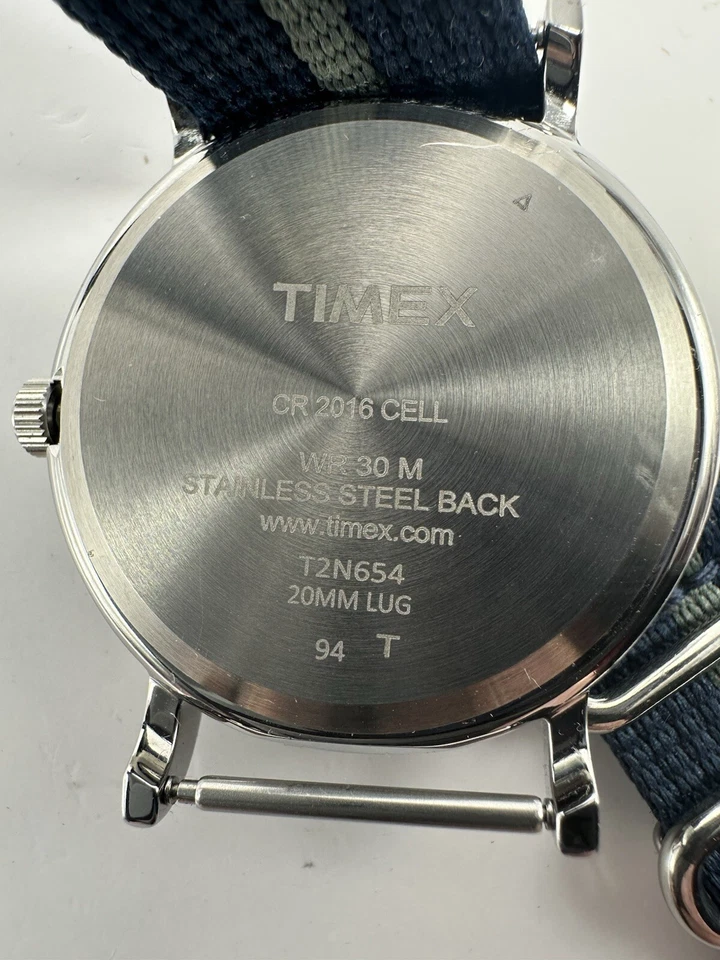 TIMEX
CR 2016 CELL
WR 30 M
STAINLESS STEEL BACK
www.timex.com
T2N654
20MM LUG
94 T